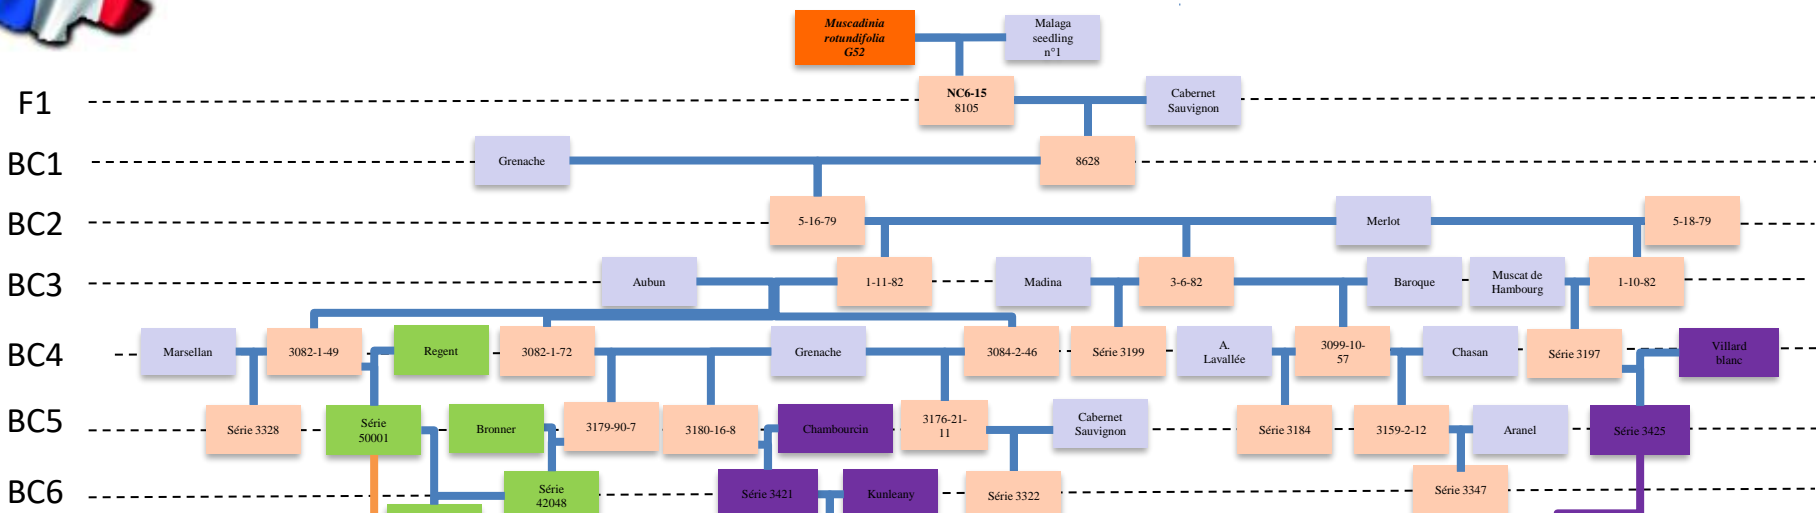 Muscadinia
rotundifolia
G52
Malaga
seedling
n°1
F1
NC6-15
8105
Cabernet
Sauvignon
BC1
Grenache
8628
BC2
5-16-79
Merlot
5-18-79
BC3
Aubun
1-11-82
Madina
3-6-82
Baroque
Muscat de
Hambourg
1-10-82
BC4
Marsellan
3082-1-49
Regent
3082-1-72
Grenache
3084-2-46
Série 3199
A.
Lavallée
3099-10-
57
Chasan
Série 3197
Villard
blanc
BC5
Série 3328
Série
50001
Bronner
3179-90-7
3180-16-8
Chambourcin
3176-21-
11
Cabernet
Sauvignon
Série 3184
3159-2-12
Aranel
Série 3425
BC6
Série
42048
Série 3421
Kunleany
Série 3322
Série 3347